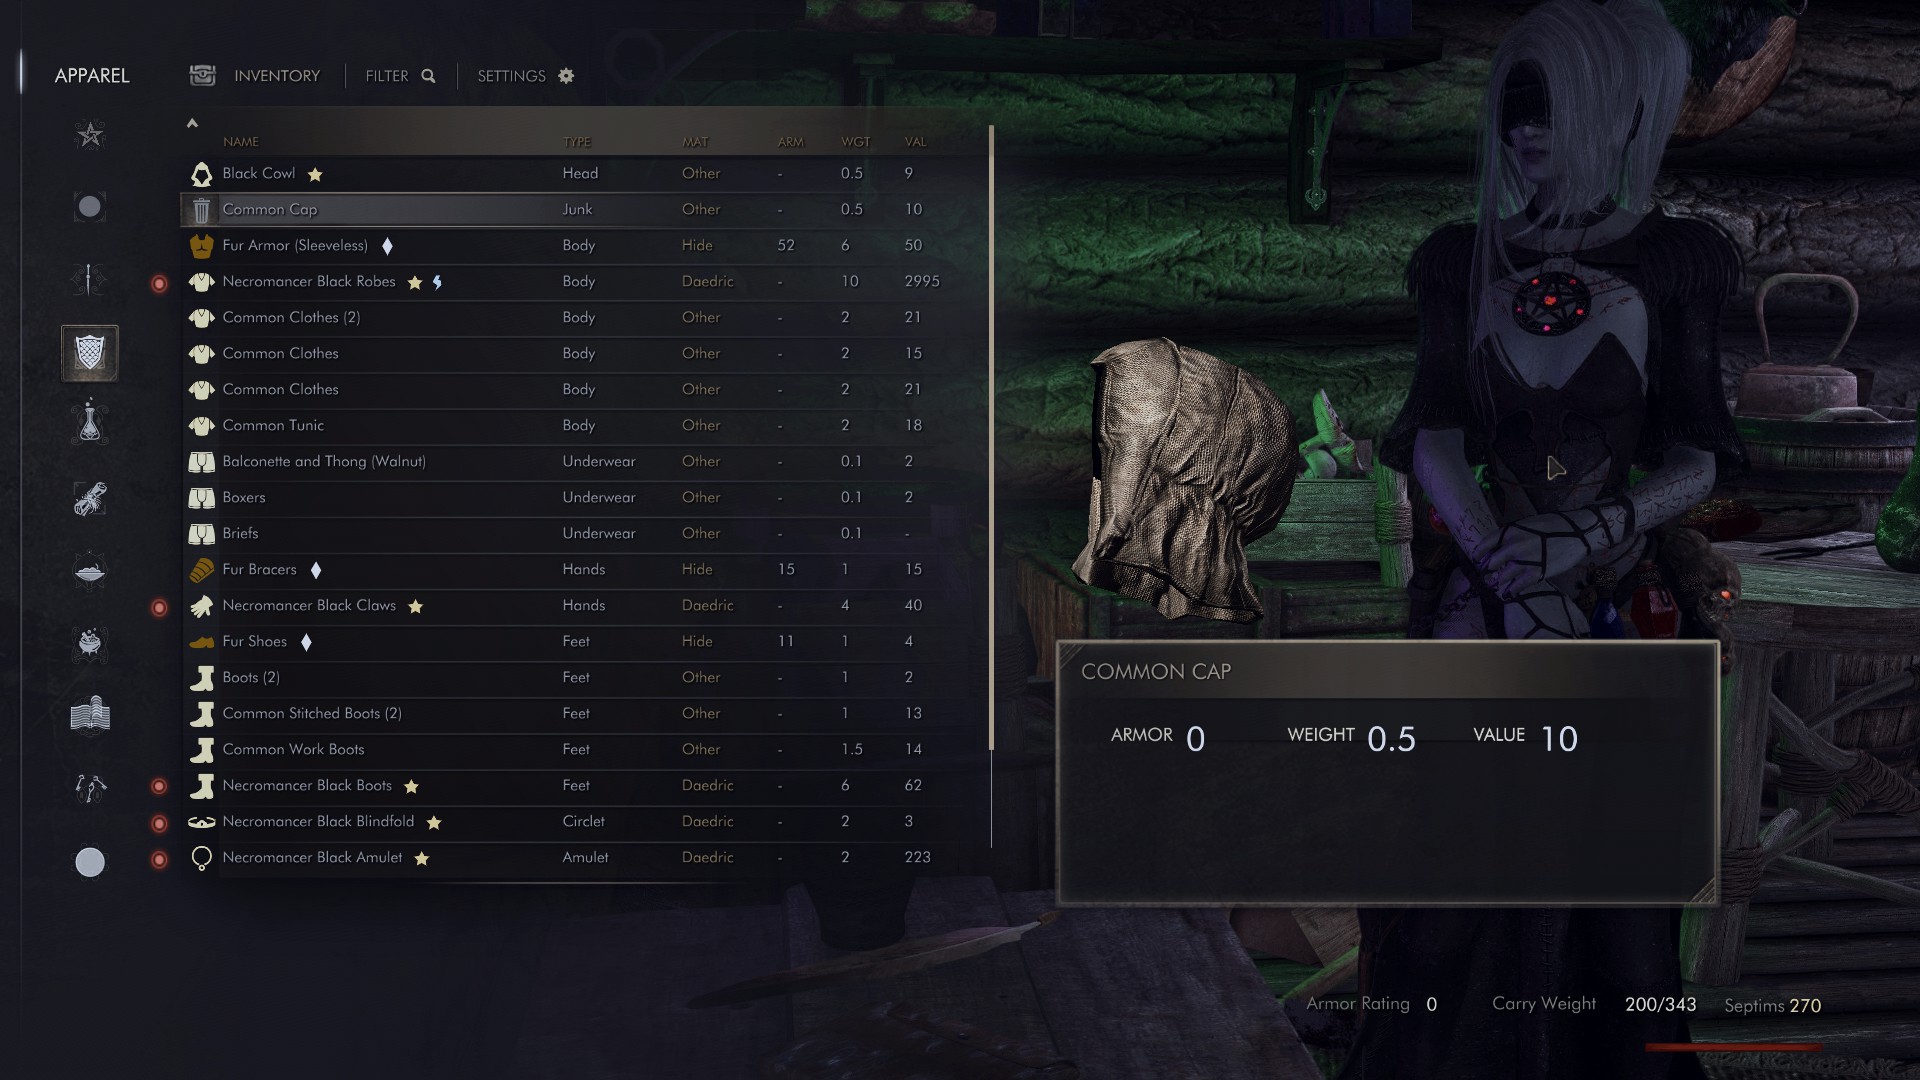 APPAREL
INVENTORY FILTER SETTINGS
NAME TYPE MAT ARM WGT VAL
Black Cowl Head Other - 0.5 9
Common Cap Junk Other - 0.5 10
Fur Armor (Sleeveless) Body Hide 52 6 50
Necromancer Black Robes Body Daedric - 10 2995
Common Clothes (2) Body Other - 2 21
Common Clothes Body Other - 2 15
Common Clothes Body Other - 2 21
Common Tunic Body Other - 2 18
Balconette and Thong (Walnut) Underwear Other - 0.1 2
Boxers Underwear Other - 0.1 2
Briefs Underwear Other - 0.1 -
Fur Bracers Hands Hide 15 1 15
Necromancer Black Claws Hands Daedric - 4 40
Fur Shoes Feet Hide 11 1 4
Boots (2) Feet Other - 1 2
Common Stitched Boots (2) Feet Other - 1 13
Common Work Boots Feet Other - 1.5 14
Necromancer Black Boots Feet Daedric - 6 62
Necromancer Black Blindfold Circlet Daedric - 2 3
Necromancer Black Amulet Amulet Daedric - 2 223
COMMON CAP
ARMOR 0 WEIGHT 0.5 VALUE 10
Armor Rating 0 Carry Weight 200/343 Septims 270